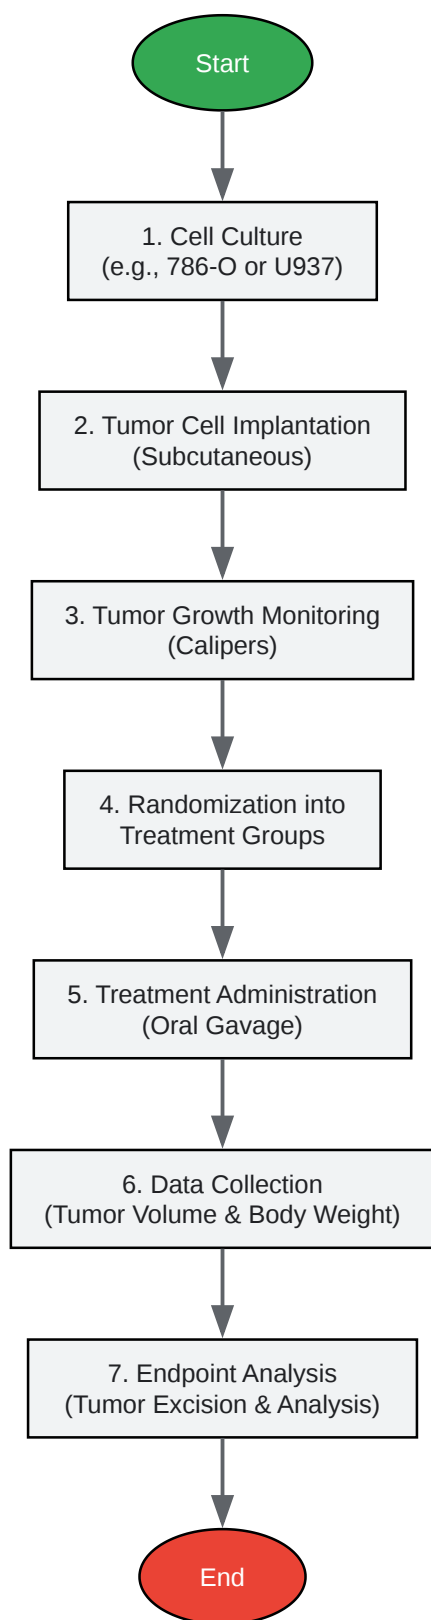 Start
1. Cell Culture
(e.g., 786-O or U937)
2. Tumor Cell Implantation
(Subcutaneous)
3. Tumor Growth Monitoring
(Calipers)
4. Randomization into
Treatment Groups
5. Treatment Administration
(Oral Gavage)
6. Data Collection
(Tumor Volume & Body Weight)
7. Endpoint Analysis
(Tumor Excision & Analysis)
End